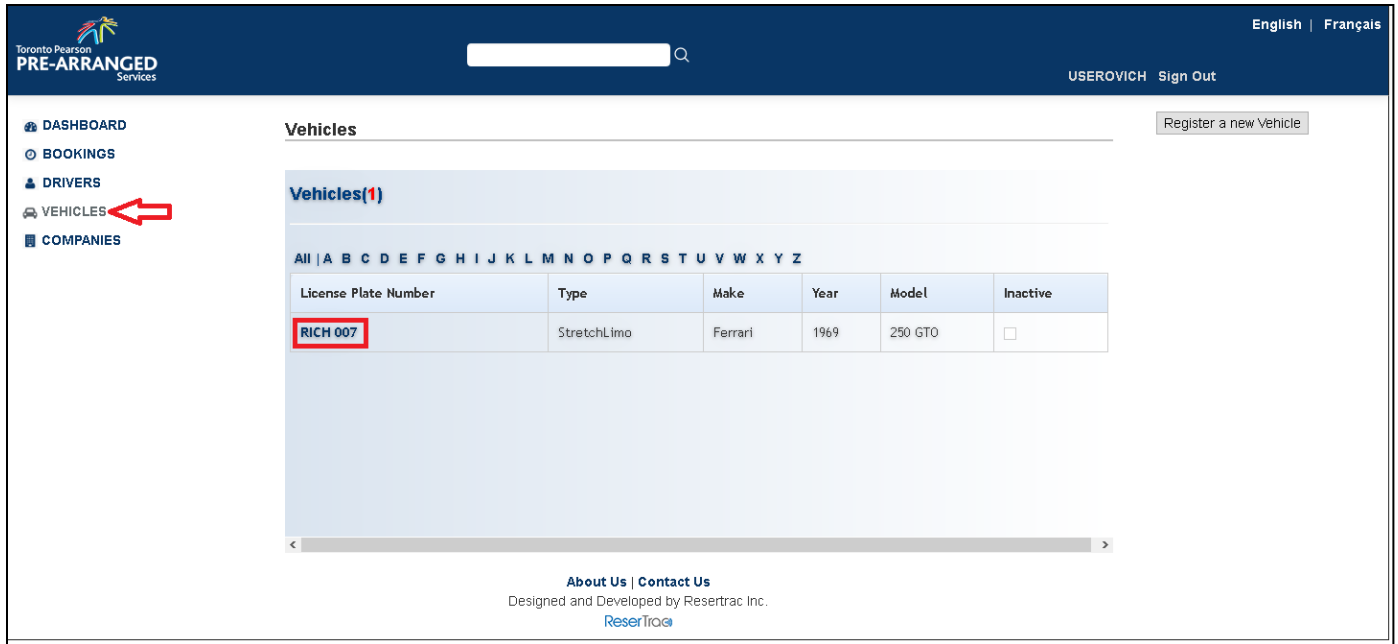 English | Français
Toronto Pearson
PRE-ARRANGED
Services
USEROVICH Sign Out
DASHBOARD
BOOKINGS
DRIVERS
VEHICLES
COMPANIES
Vehicles
Register a new Vehicle
Vehicles(1)
All | A B C D E F G H I J K L M N O P Q R S T U V W X Y Z
License Plate Number Type Make Year Model Inactive
RICH 007 StretchLimo Ferrari 1969 250 GTO
About Us | Contact Us
Designed and Developed by Resertrac Inc.
ReserTrac